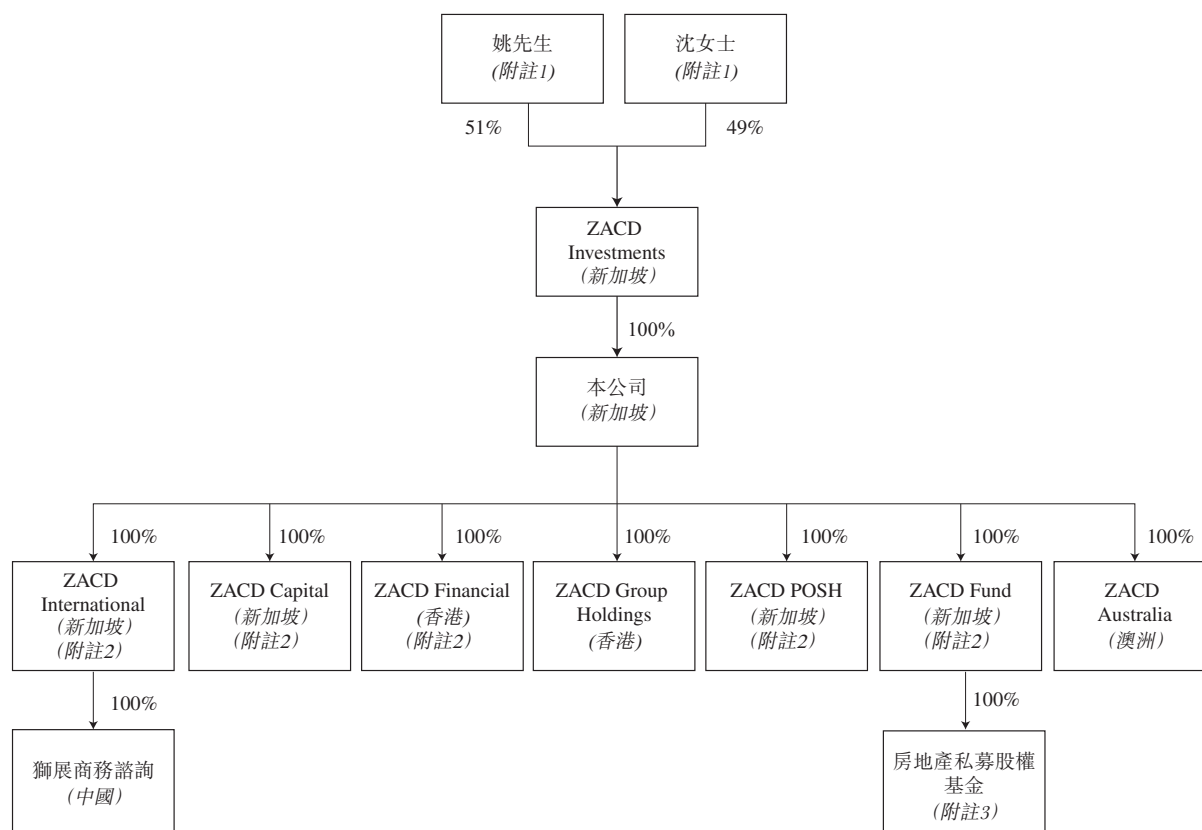 姚先生
(附註1)
沈女士
(附註1)
51%
49%
ZACD
Investments
(新加坡)
100%
本公司
(新加坡)
100%
100%
100%
100%
100%
100%
100%
ZACD
International
(新加坡)
(附註2)
ZACD Capital
(新加坡)
(附註2)
ZACD Financial
(香港)
(附註2)
ZACD Group
Holdings
(香港)
ZACD POSH
(新加坡)
(附註2)
ZACD Fund
(新加坡)
(附註2)
ZACD
Australia
(澳洲)
100%
100%
獅展商務諮詢
(中國)
房地產私募股權
基金
(附註3)